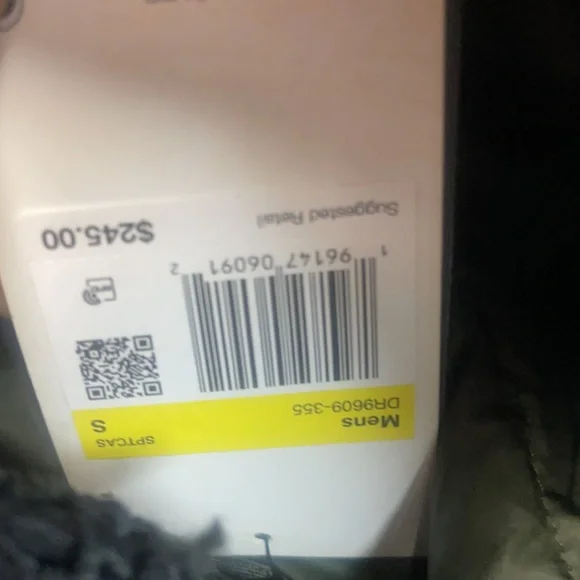 Mens SPTCAS
DR9609-355 S
1 96147 06091 2
Suggested Retail $245.00